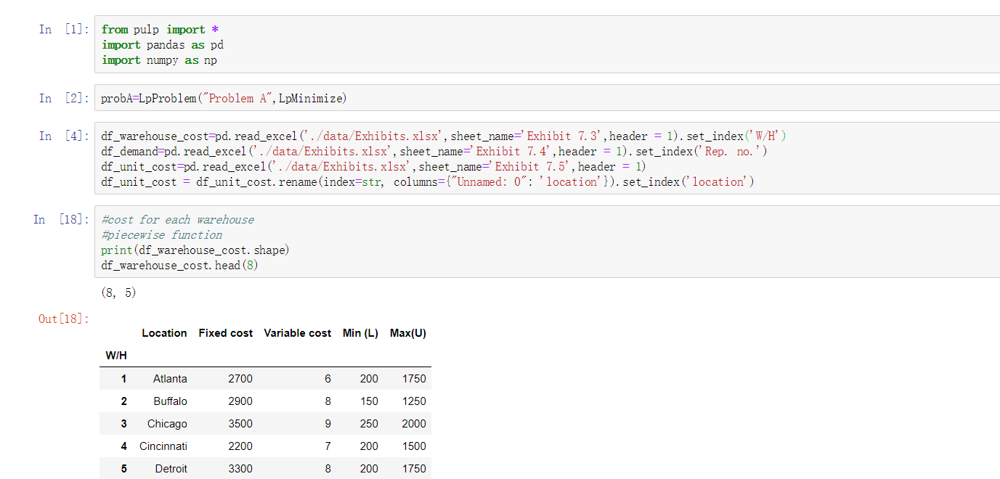 In [1]: from pulp import *
import pandas as pd
import numpy as np
In [2]: probA=LpProblem("Problem A",LpMinimize)
In [4]: df_warehouse_cost=pd.read_excel('./data/Exhibits.xlsx',sheet_name='Exhibit 7.3',header = 1).set_index('W/H')
df_demand=pd.read_excel('./data/Exhibits.xlsx',sheet_name='Exhibit 7.4',header = 1).set_index('Rep. no.')
df_unit_cost=pd.read_excel('./data/Exhibits.xlsx',sheet_name='Exhibit 7.5',header = 1)
df_unit_cost = df_unit_cost.rename(index=str, columns={"Unnamed: 0": 'location'}).set_index('location')
In [18]: #cost for each warehouse
#piecewise function
print(df_warehouse_cost.shape)
df_warehouse_cost.head(8)
(8, 5)
Out[18]:
Location Fixed cost Variable cost Min (L) Max(U)
W/H
1 Atlanta 2700 6 200 1750
2 Buffalo 2900 8 150 1250
3 Chicago 3500 9 250 2000
4 Cincinnati 2200 7 200 1500
5 Detroit 3300 8 200 1750